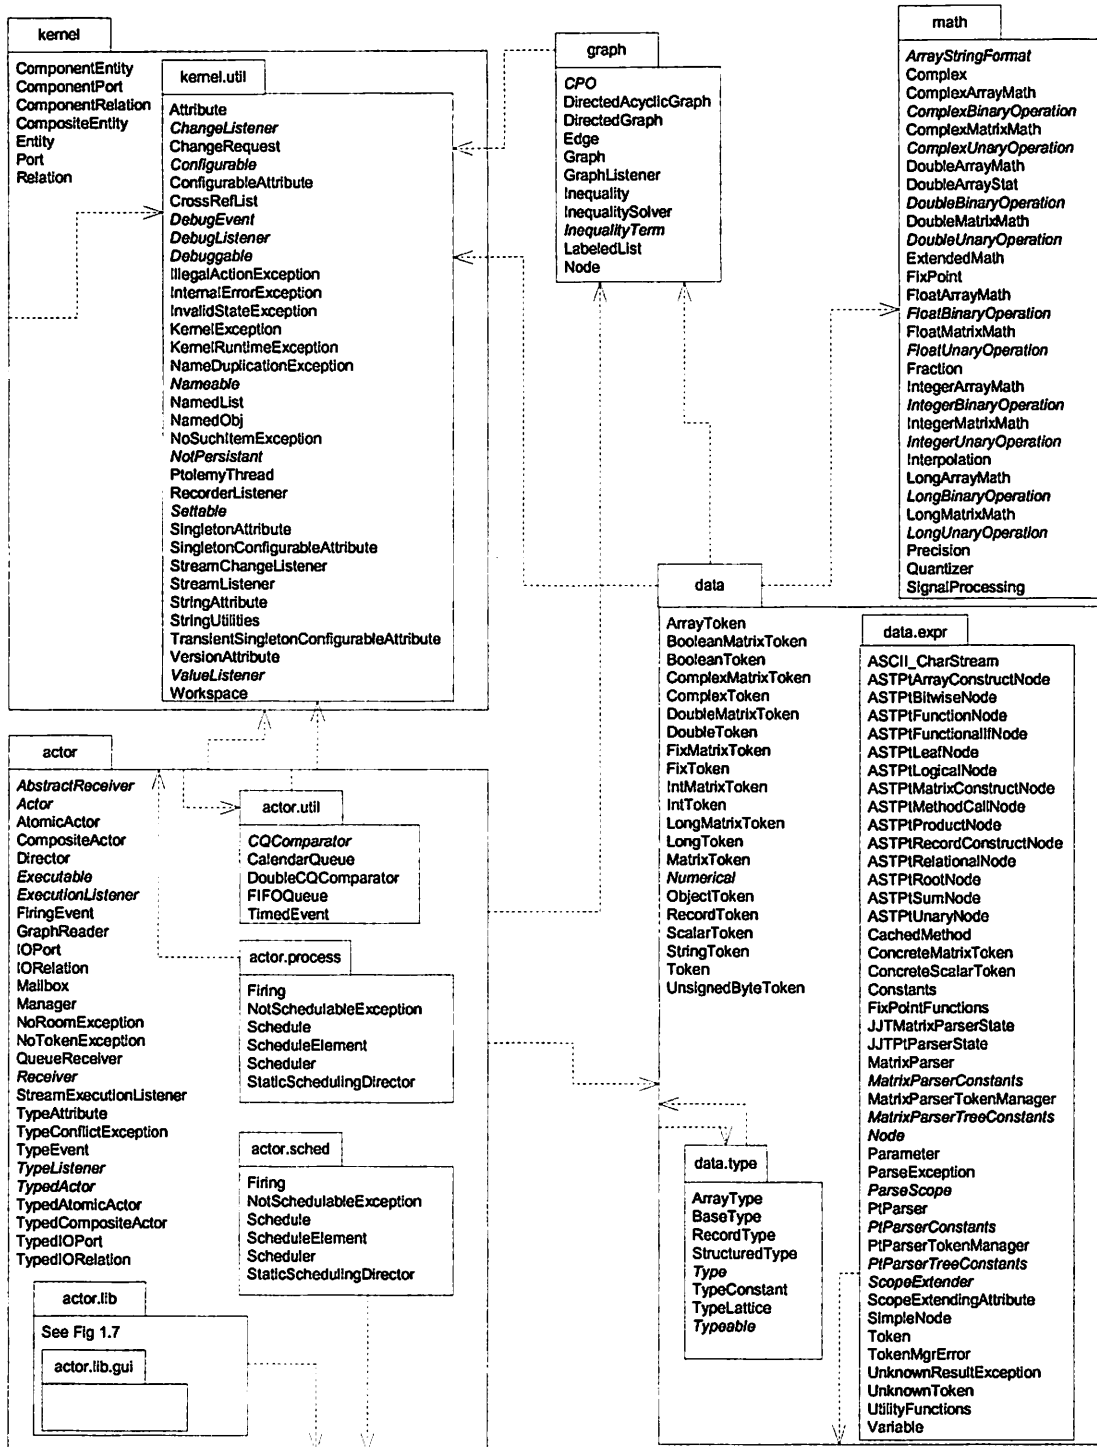 kernel
ComponentEntity
ComponentPort
ComponentRelation
CompositeEntity
Entity
Port
Relation
kernel.util
Attribute
ChangeListener
ChangeRequest
Configurable
ConfigurableAttribute
CrossRefList
DebugEvent
DebugListener
Debuggable
IllegalActionException
InternalErrorException
InvalidStateException
KernelException
KernelRuntimeException
NameDuplicationException
Nameable
NamedList
NamedObj
NoSuchItemException
NotPersistant
PtolemyThread
RecorderListener
Settable
SingletonAttribute
SingletonConfigurableAttribute
StreamChangeListener
StreamListener
StringAttribute
StringUtilities
TransientSingletonConfigurableAttribute
VersionAttribute
ValueListener
Workspace
graph
CPO
DirectedAcyclicGraph
DirectedGraph
Edge
Graph
GraphListener
Inequality
InequalitySolver
InequalityTerm
LabeledList
Node
math
ArrayStringFormat
Complex
ComplexArrayMath
ComplexBinaryOperation
ComplexMatrixMath
ComplexUnaryOperation
DoubleArrayMath
DoubleArrayStat
DoubleBinaryOperation
DoubleMatrixMath
DoubleUnaryOperation
ExtendedMath
FixPoint
FloatArrayMath
FloatBinaryOperation
FloatMatrixMath
FloatUnaryOperation
Fraction
IntegerArrayMath
IntegerBinaryOperation
IntegerMatrixMath
IntegerUnaryOperation
Interpolation
LongArrayMath
LongBinaryOperation
LongMatrixMath
LongUnaryOperation
Precision
Quantizer
SignalProcessing
actor
AbstractReceiver
Actor
AtomicActor
CompositeActor
Director
Executable
ExecutionListener
FiringEvent
GraphReader
IOPort
IORelation
Mailbox
Manager
NoRoomException
NoTokenException
QueueReceiver
Receiver
StreamExecutionListener
TypeAttribute
TypeConflictException
TypeEvent
TypeListener
TypedActor
TypedAtomicActor
TypedCompositeActor
TypedIOPort
TypedIORelation
actor.util
CQComparator
CalendarQueue
DoubleCQComparator
FIFOQueue
TimedEvent
actor.process
Firing
NotSchedulableException
Schedule
ScheduleElement
Scheduler
StaticSchedulingDirector
actor.sched
Firing
NotSchedulableException
Schedule
ScheduleElement
Scheduler
StaticSchedulingDirector
actor.lib
See Fig 1.7
actor.lib.gui
data
ArrayToken
BooleanMatrixToken
BooleanToken
ComplexMatrixToken
ComplexToken
DoubleMatrixToken
DoubleToken
FixMatrixToken
FixToken
IntMatrixToken
IntToken
LongMatrixToken
LongToken
MatrixToken
Numerical
ObjectToken
RecordToken
ScalarToken
StringToken
Token
UnsignedByteToken
data.type
ArrayType
BaseType
RecordType
StructuredType
Type
TypeConstant
TypeLattice
Typeable
data.expr
ASCII_CharStream
ASTPtArrayConstructNode
ASTPtBitwiseNode
ASTPtFunctionNode
ASTPtFunctionalIfNode
ASTPtLeafNode
ASTPtLogicalNode
ASTPtMatrixConstructNode
ASTPtMethodCallNode
ASTPtProductNode
ASTPtRecordConstructNode
ASTPtRelationalNode
ASTPtRootNode
ASTPtSumNode
ASTPtUnaryNode
CachedMethod
ConcreteMatrixToken
ConcreteScalarToken
Constants
FixPointFunctions
JJTMatrixParserState
JJTPtParserState
MatrixParser
MatrixParserConstants
MatrixParserTokenManager
MatrixParserTreeConstants
Node
Parameter
ParseException
ParseScope
PtParser
PtParserConstants
PtParserTokenManager
PtParserTreeConstants
ScopeExtender
ScopeExtendingAttribute
SimpleNode
Token
TokenMgrError
UnknownResultException
UnknownToken
UtilityFunctions
Variable